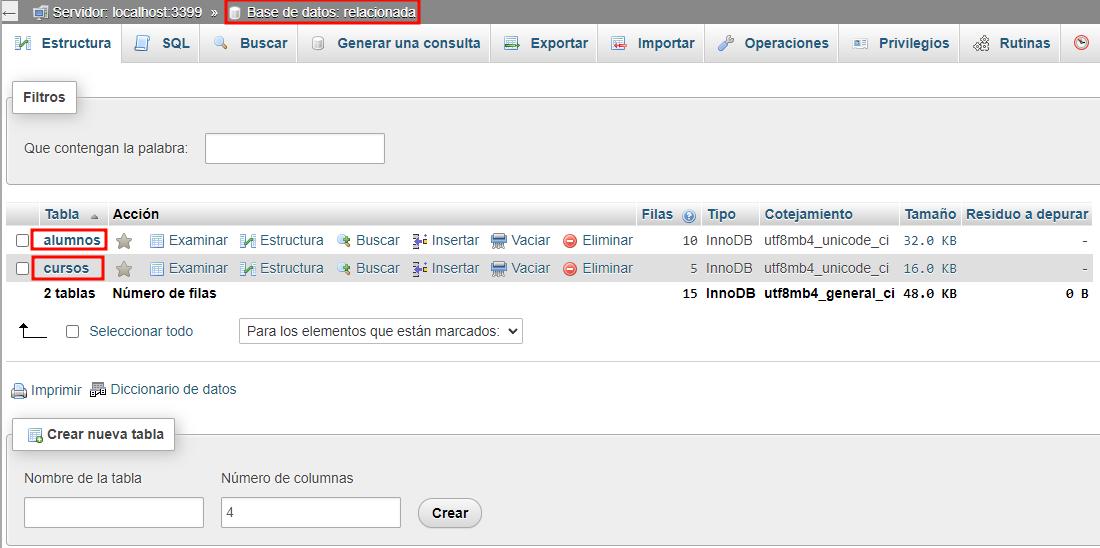 Servidor: localhost:3399 » Base de datos: relacionada
Estructura SQL Buscar Generar una consulta Exportar Importar Operaciones Privilegios Rutinas
Filtros
Que contengan la palabra:
Tabla Acción Filas Tipo Cotejamiento Tamaño Residuo a depurar
alumnos Examinar Estructura Buscar Insertar Vaciar Eliminar 10 InnoDB utf8mb4_unicode_ci 32.0 KB -
cursos Examinar Estructura Buscar Insertar Vaciar Eliminar 5 InnoDB utf8mb4_unicode_ci 16.0 KB -
2 tablas Número de filas 15 InnoDB utf8mb4_general_ci 48.0 KB 0 B
Seleccionar todo Para los elementos que están marcados:
Imprimir Diccionario de datos
Crear nueva tabla
Nombre de la tabla Número de columnas
4 Crear